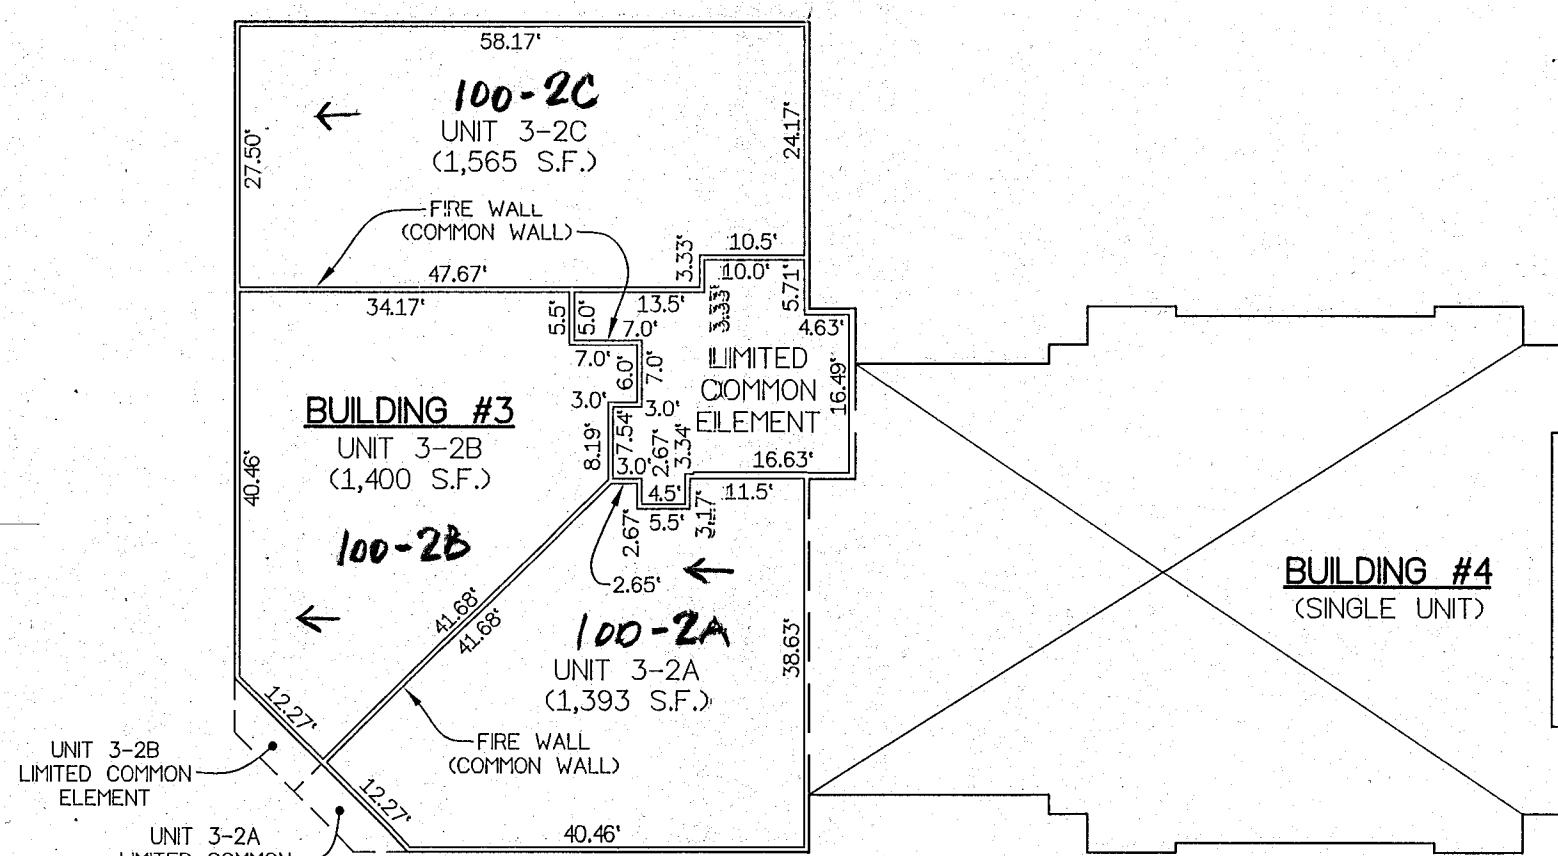 58.17'
100-2C
UNIT 3-2C
(1,565 S.F.)
27.50'
24.17'
FIRE WALL
(COMMON WALL)
47.67'
3.33'
10.5'
10.0'
5.71'
34.17'
13.5'
3.33'
5.5'
5.0'
7.0'
7.0'
4.63'
6.0'
7.0'
LIMITED
COMMON
ELEMENT
16.49'
3.0'
3.0'
BUILDING #3
UNIT 3-2B
(1,400 S.F.)
8.19'
7.54'
2.67'
3.34'
3.0'
16.63'
40.46'
4.5'
11.5'
5.5'
2.67'
3.17'
100-2B
2.65'
41.68'
41.68'
100-2A
UNIT 3-2A
(1,393 S.F.)
38.63'
BUILDING #4
(SINGLE UNIT)
12.27'
FIRE WALL
(COMMON WALL)
UNIT 3-2B
LIMITED COMMON
ELEMENT
12.27'
40.46'
UNIT 3-2A
LIMITED COMMON